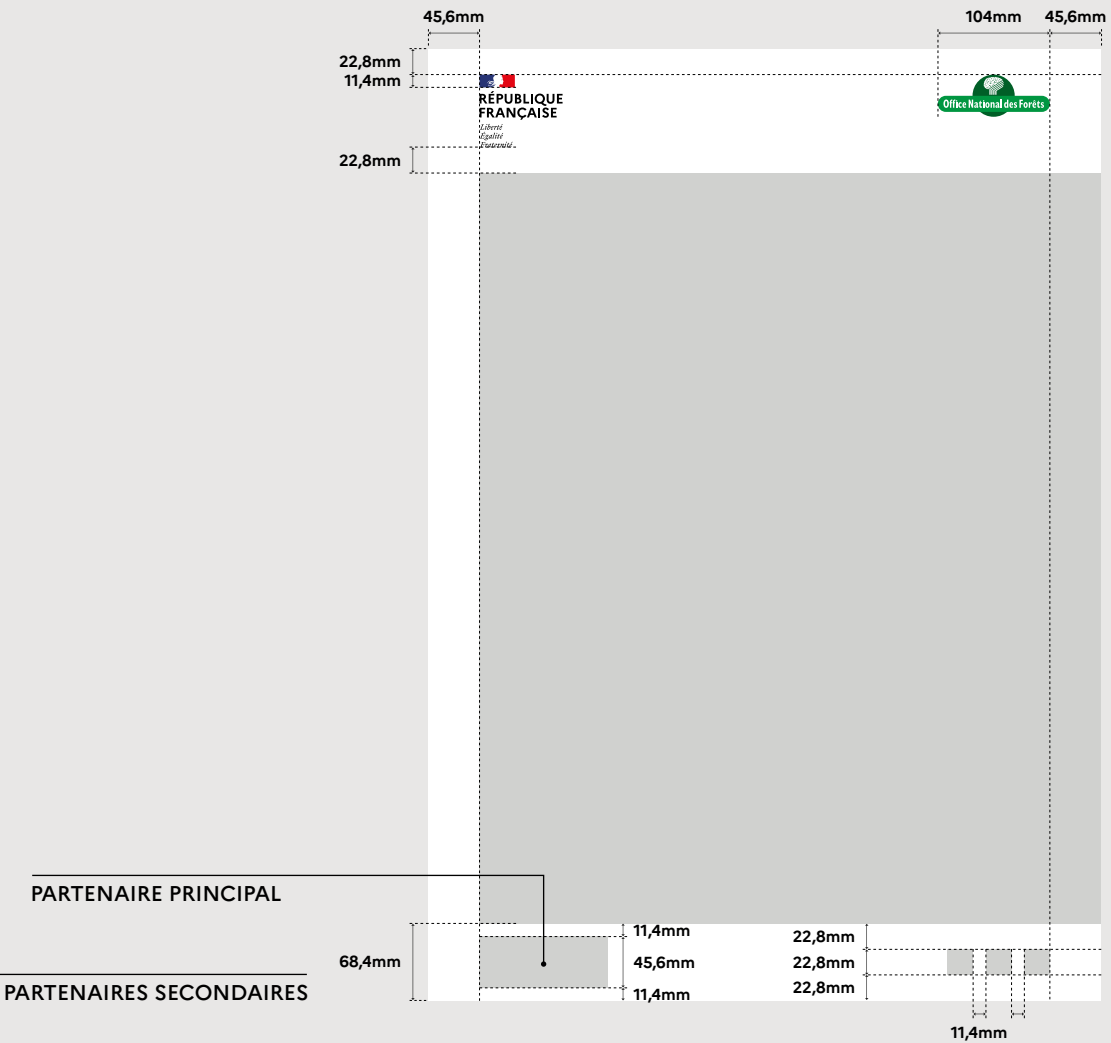 45,6mm
104mm
45,6mm
22,8mm
11,4mm
RÉPUBLIQUE
FRANÇAISE
Liberté
Égalité
Fraternité
Office National des Forêts
22,8mm
PARTENAIRE PRINCIPAL
68,4mm
11,4mm
45,6mm
11,4mm
22,8mm
22,8mm
22,8mm
PARTENAIRES SECONDAIRES
11,4mm